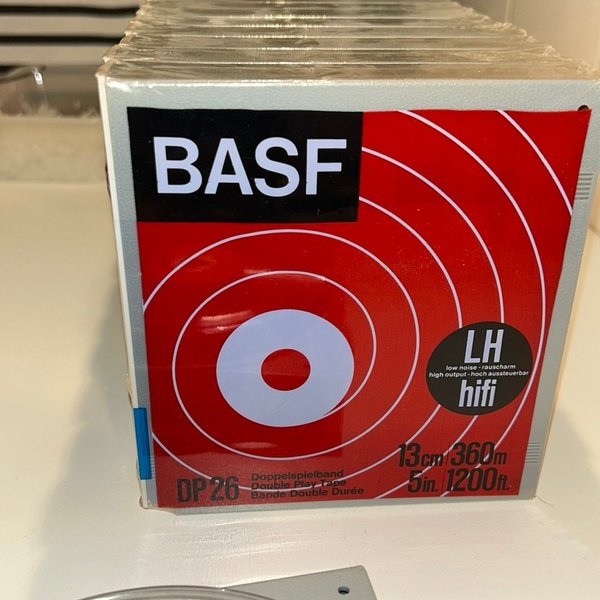 BASF
LH
low noise - rauscharm
high output - hoch aussteuerbar
hifi
13cm 360m
5in. 1200ft.
DP 26
Doppelspielband
Double Play Tape
Bande Double Durée